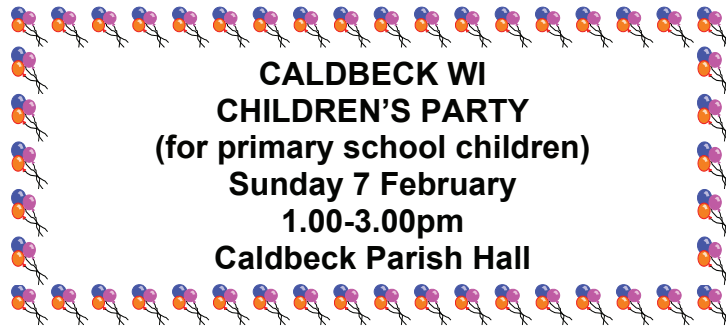 CALDBECK WI
CHILDREN’S PARTY
(for primary school children)
Sunday 7 February
1.00-3.00pm
Caldbeck Parish Hall